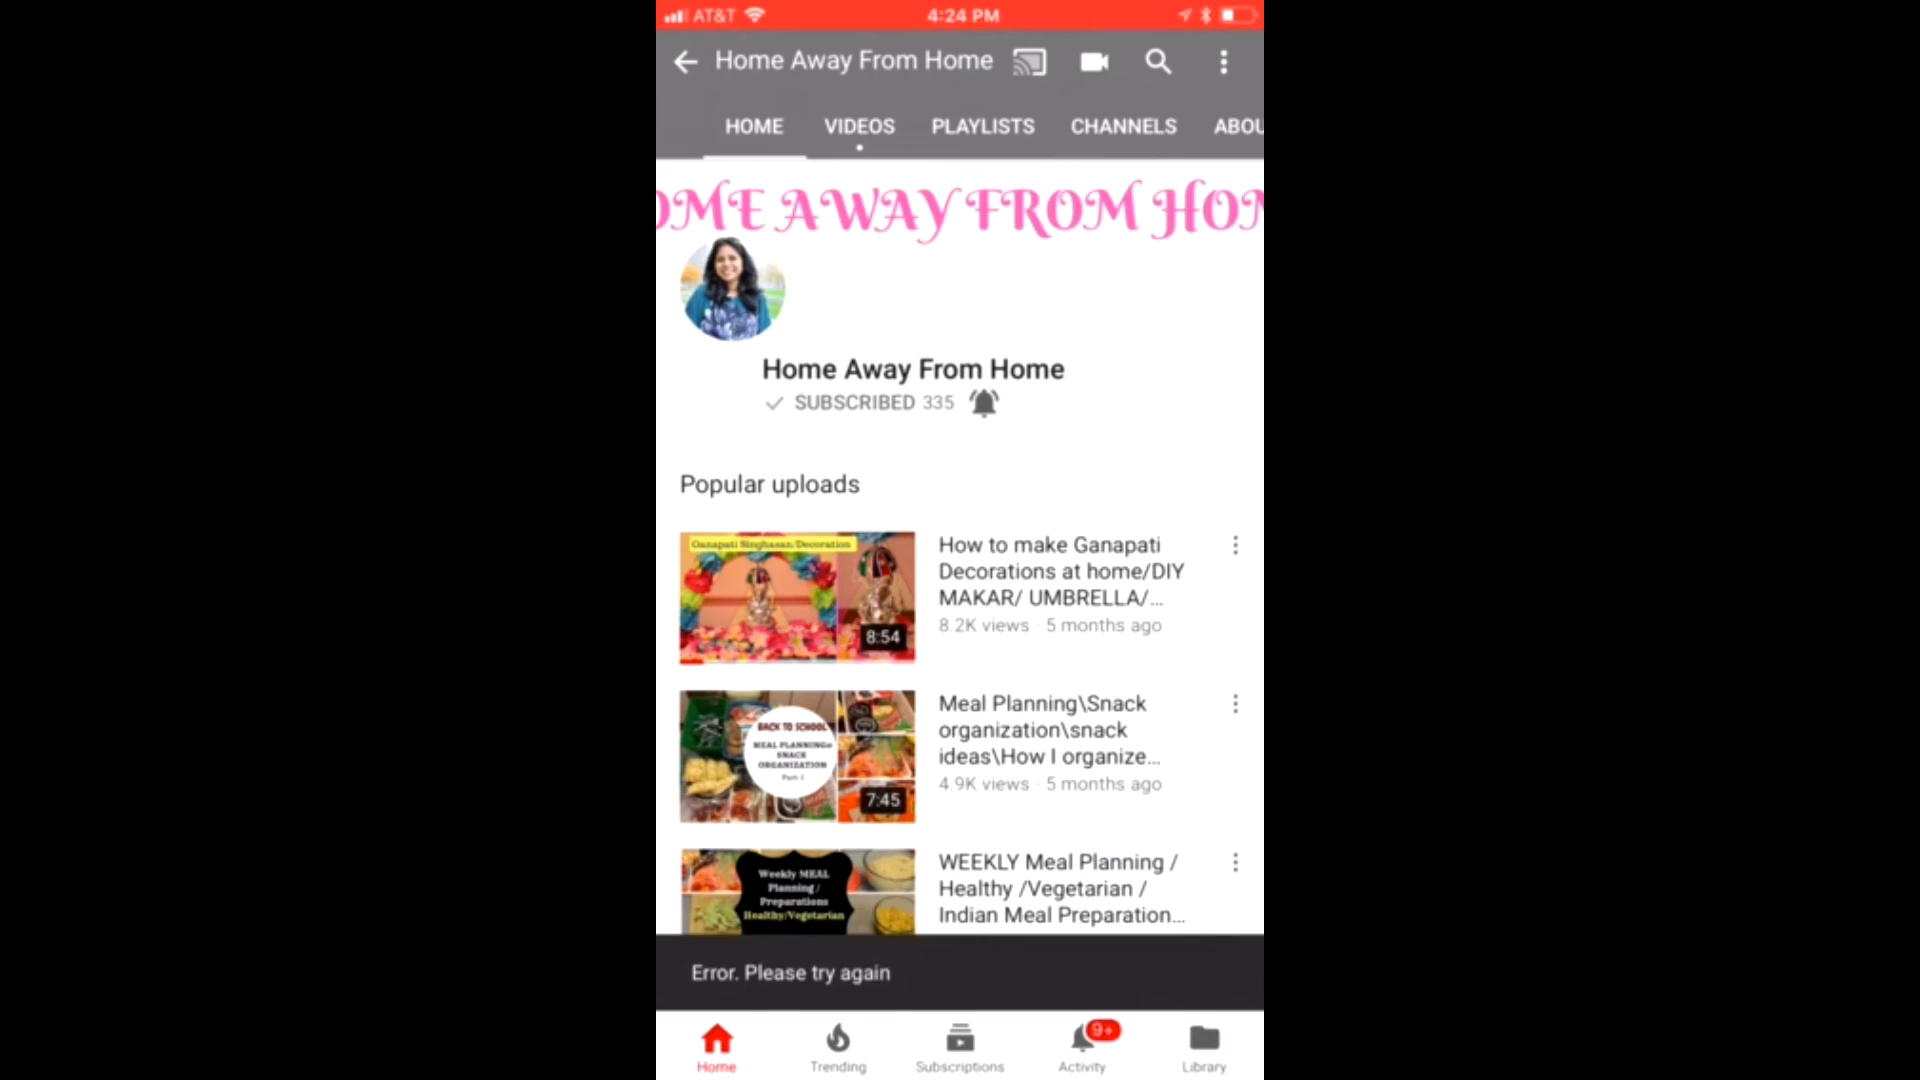 AT&T 4:24 PM
Home Away From Home
HOME VIDEOS PLAYLISTS CHANNELS ABOU
OME AWAY FROM HOM
Home Away From Home
SUBSCRIBED 335
Popular uploads
Ganapati Singhasan/Decoration
8:54
How to make Ganapati
Decorations at home/DIY
MAKAR/ UMBRELLA/...
8.2K views · 5 months ago
BACK TO SCHOOL
MEAL PLANNING&
SNACK
ORGANIZATION
Part-1
7:45
Meal Planning\Snack
organization\snack
ideas\How I organize...
4.9K views · 5 months ago
Weekly MEAL
Planning /
Preparations
Healthy/Vegetarian
WEEKLY Meal Planning /
Healthy /Vegetarian /
Indian Meal Preparation...
Error. Please try again
9+
Home Trending Subscriptions Activity Library